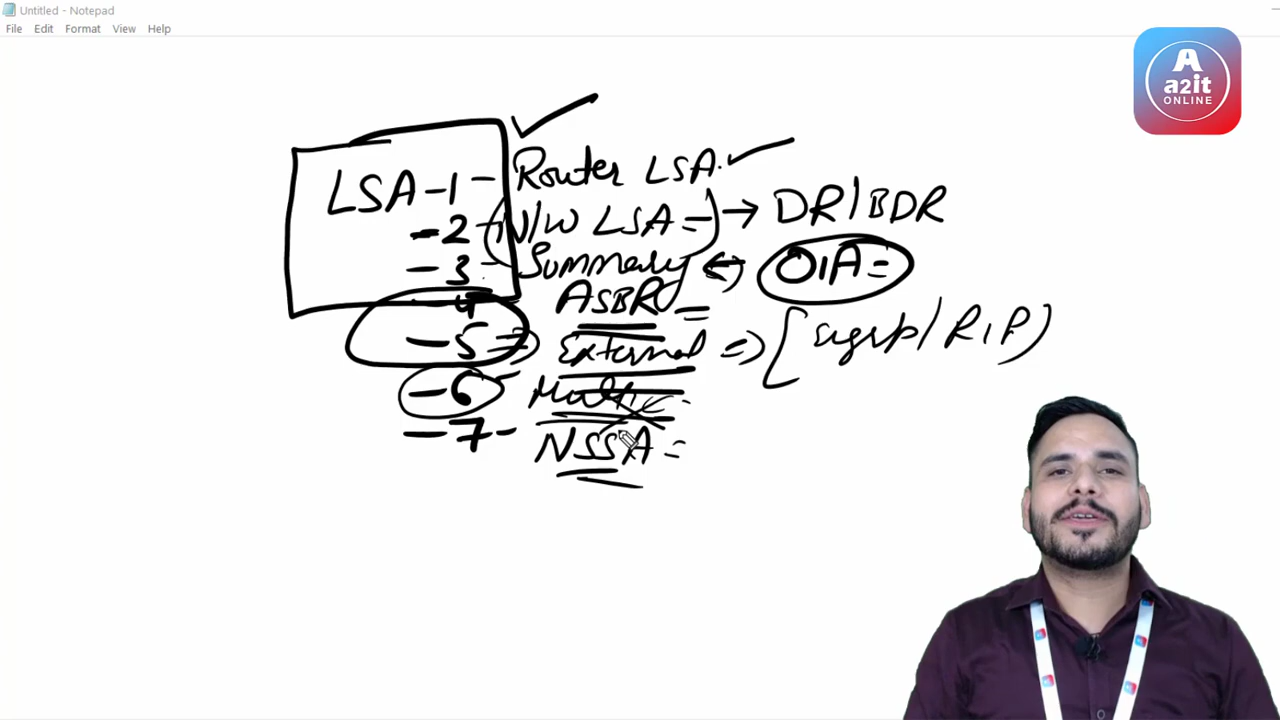 Untitled - Notepad
File Edit Format View Help
A
a2it
ONLINE
LSA-1 - Router LSA.
-2 - N/W LSA = → DR/BDR
-3 - Summary ↔ OIA=
-4 ASBR =
-5 => External => [eigrp/RIP)
-6 -
-7- NSSA =